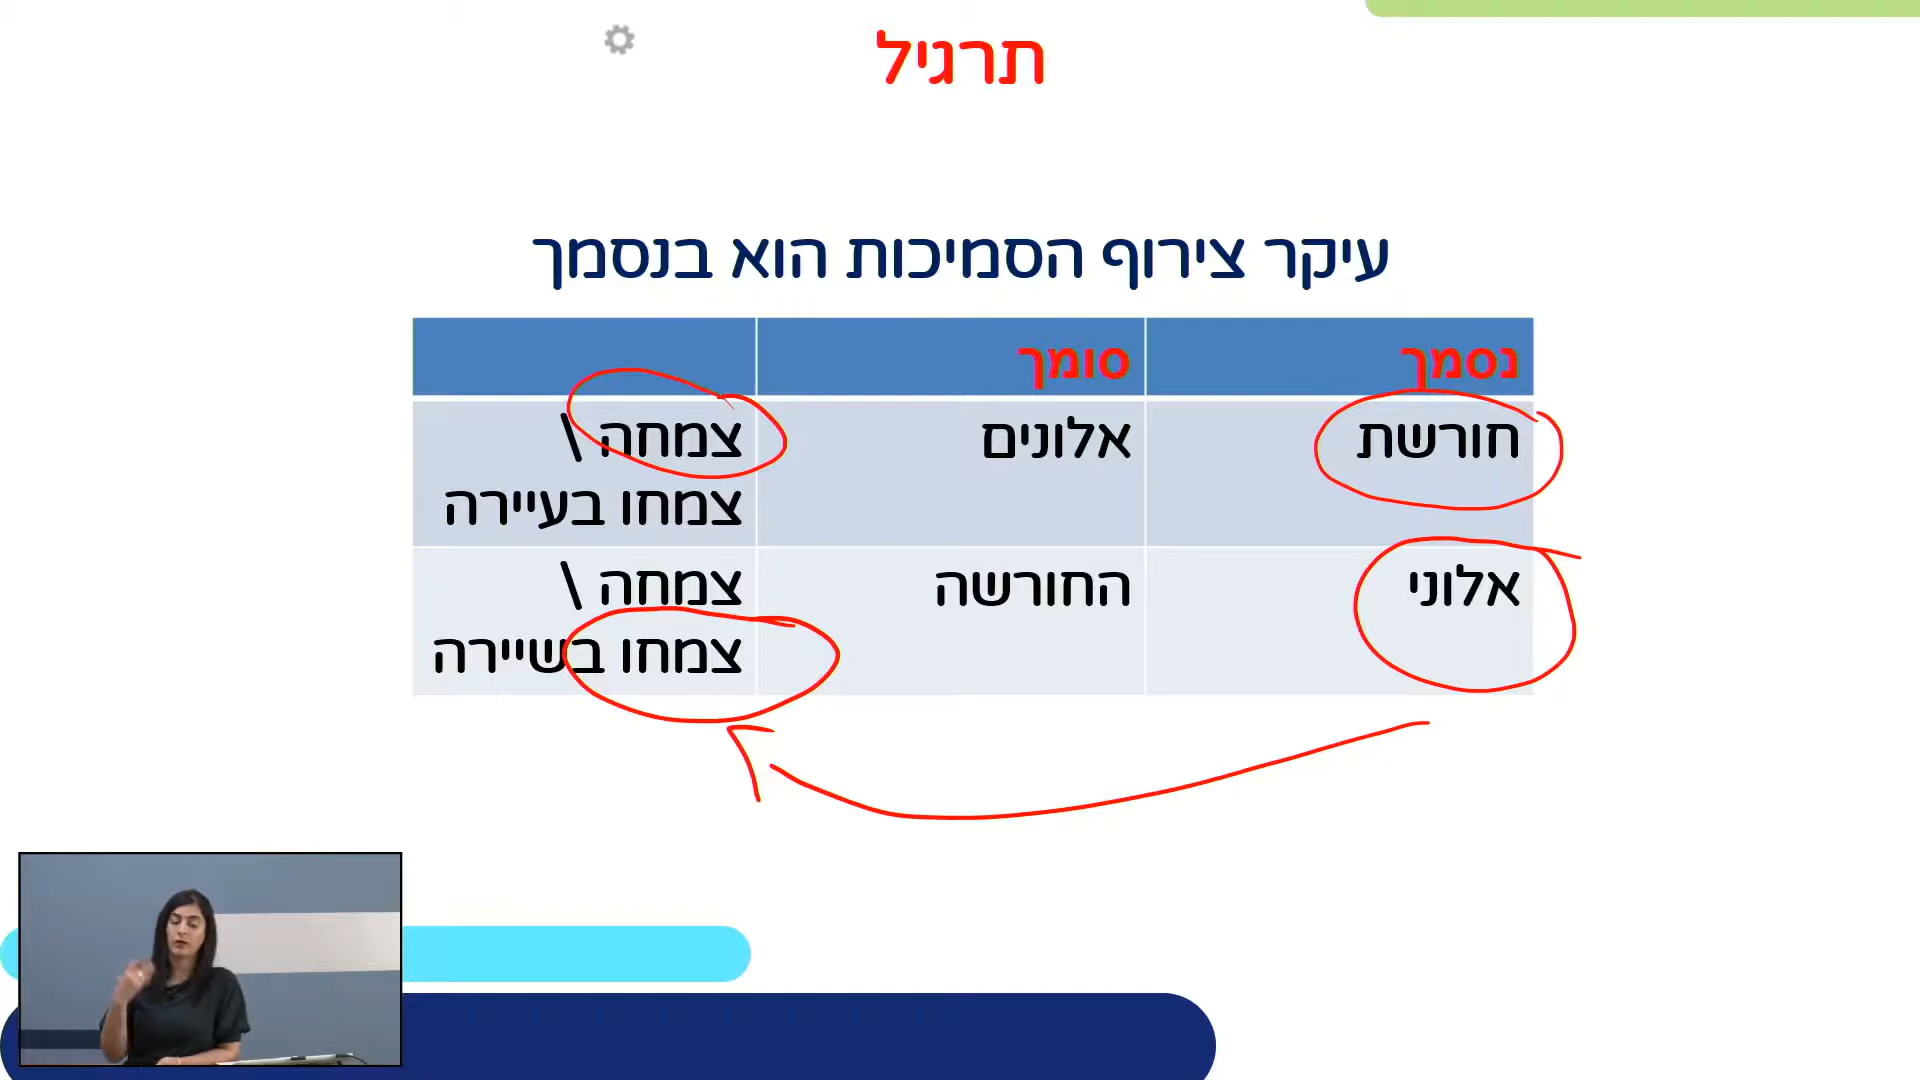 תרגיל
עיקר צירוף הסמיכות הוא בנסמך
נסמך סומך
חורשת אלונים צמחה \
צמחו בעיירה
אלוני החורשה צמחה \
צמחו בשיירה